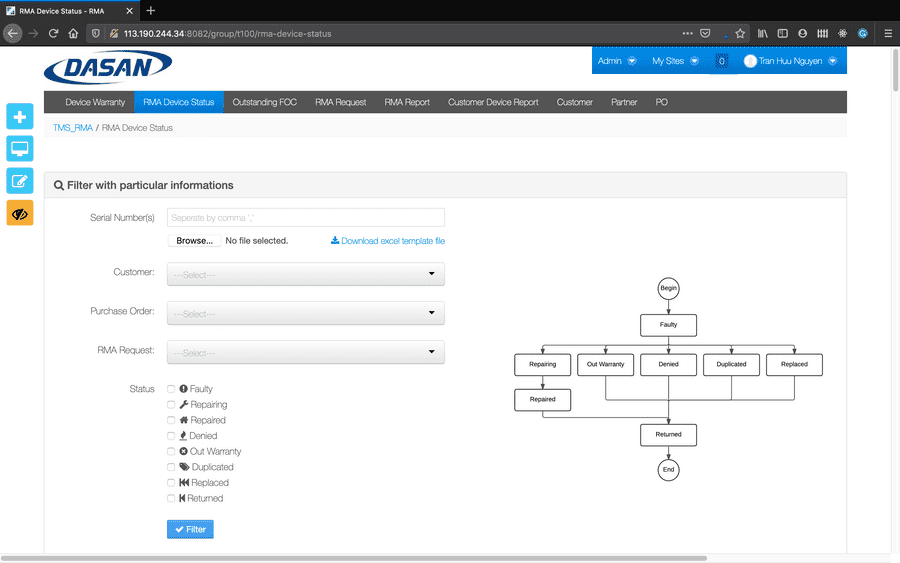 RMA Device Status - RMA
113.190.244.34:8082/group/t100/rma-device-status
DASAN
Admin My Sites 0 Tran Huu Nguyen
Device Warranty RMA Device Status Outstanding FOC RMA Request RMA Report Customer Device Report Customer Partner PO
TMS_RMA / RMA Device Status
Filter with particular informations
Serial Number(s) Seperate by comma ','
Browse... No file selected. Download excel template file
Customer: ---Select---
Purchase Order: ---Select---
RMA Request: ---Select---
Status Faulty
Repairing
Repaired
Denied
Out Warranty
Duplicated
Replaced
Returned
Filter
Begin
Faulty
Repairing Out Warranty Denied Duplicated Replaced
Repaired
Returned
End